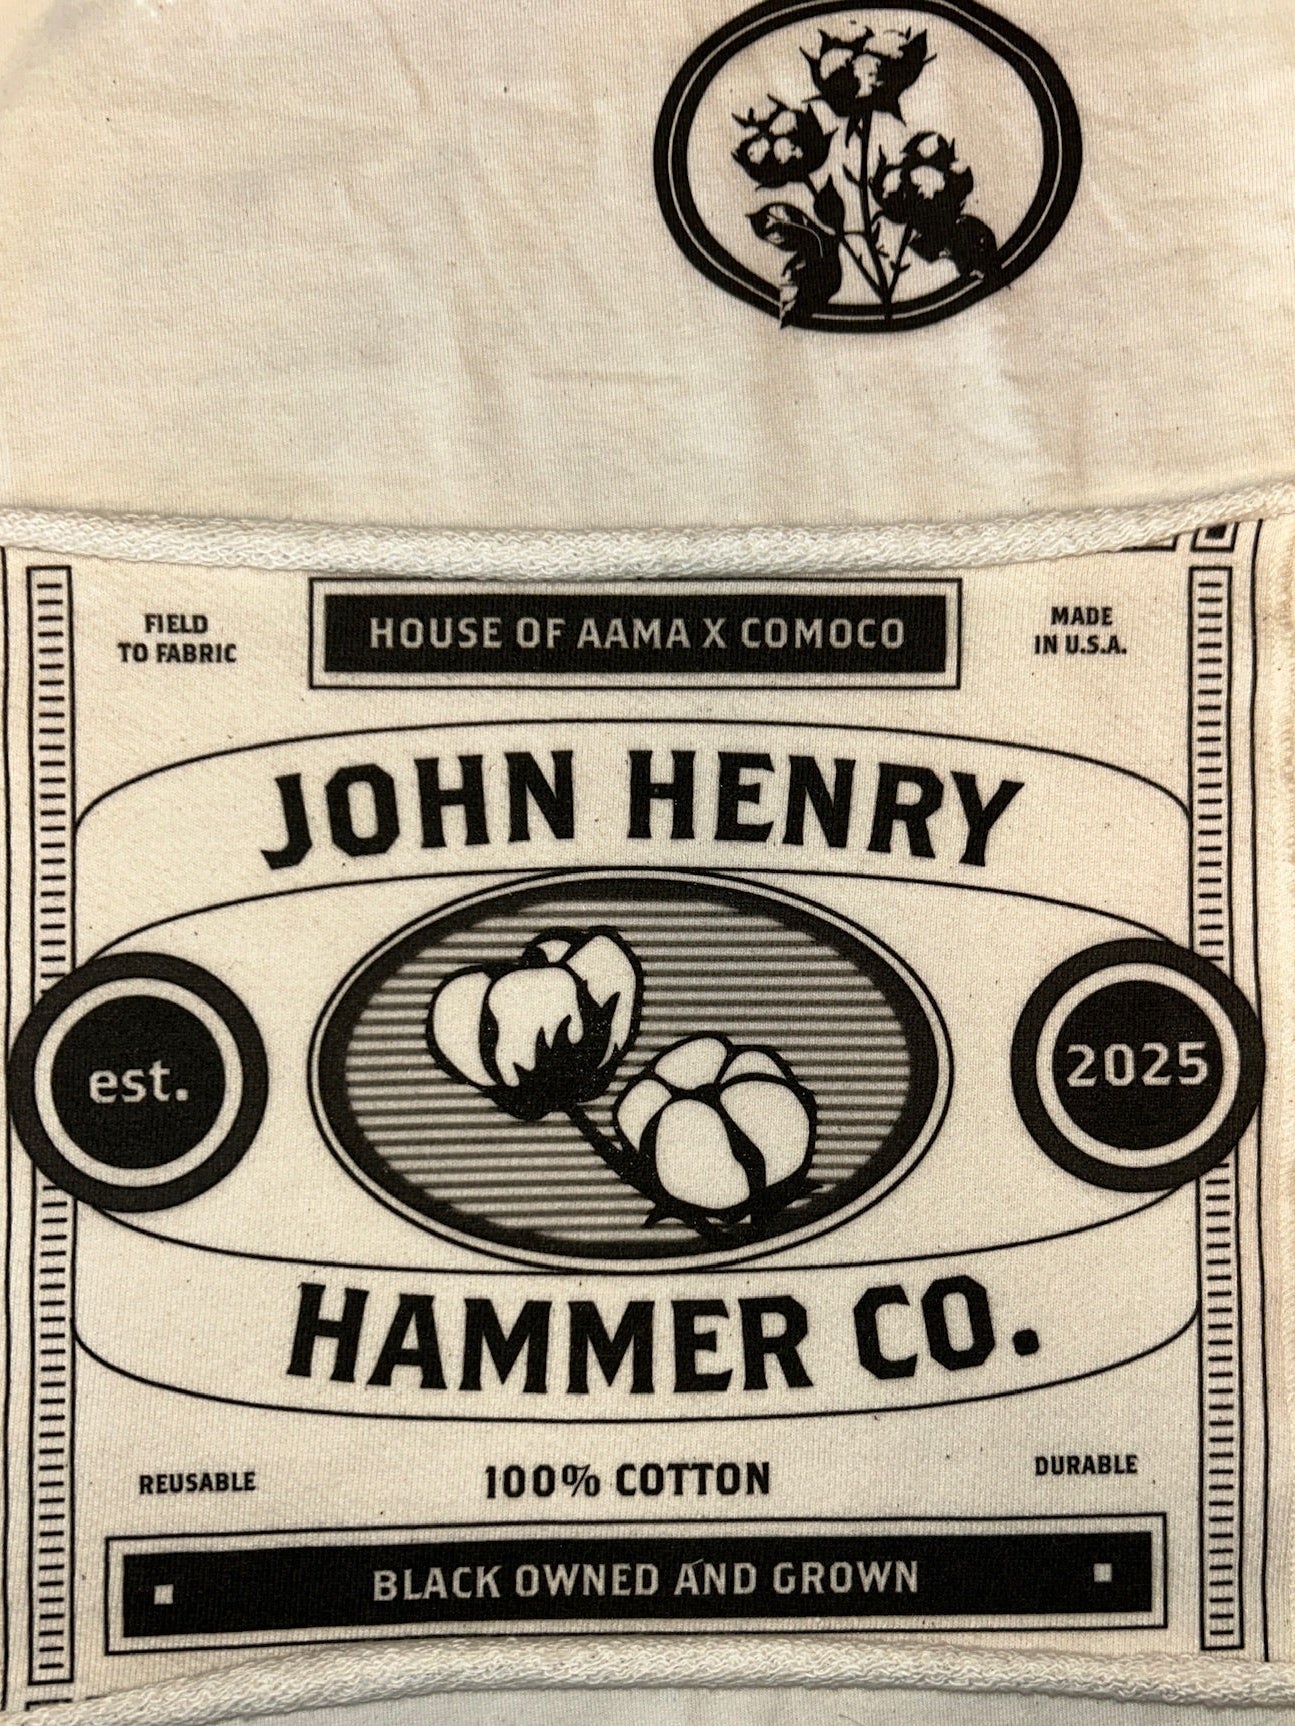 FIELD
TO FABRIC
HOUSE OF AAMA X COMOCO
MADE
IN U.S.A.
JOHN HENRY
est.
2025
HAMMER CO.
REUSABLE
100% COTTON
DURABLE
BLACK OWNED AND GROWN